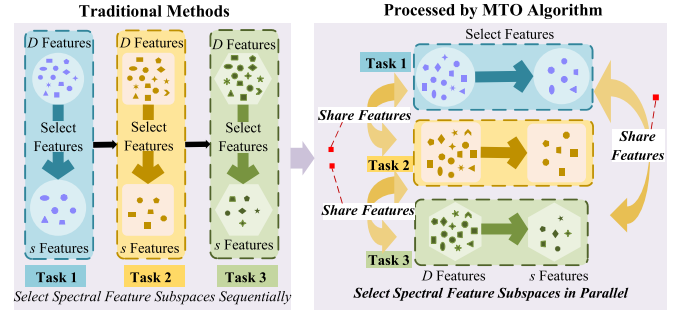 Traditional Methods
D Features
D Features
D Features
Select
Features
Select
Features
Select
Features
s Features
s Features
s Features
Task 1
Task 2
Task 3
Select Spectral Feature Subspaces Sequentially
Processed by MTO Algorithm
Select Features
Task 1
Share Features
Share
Features
Task 2
Share Features
Task 3
D Features
s Features
Select Spectral Feature Subspaces in Parallel